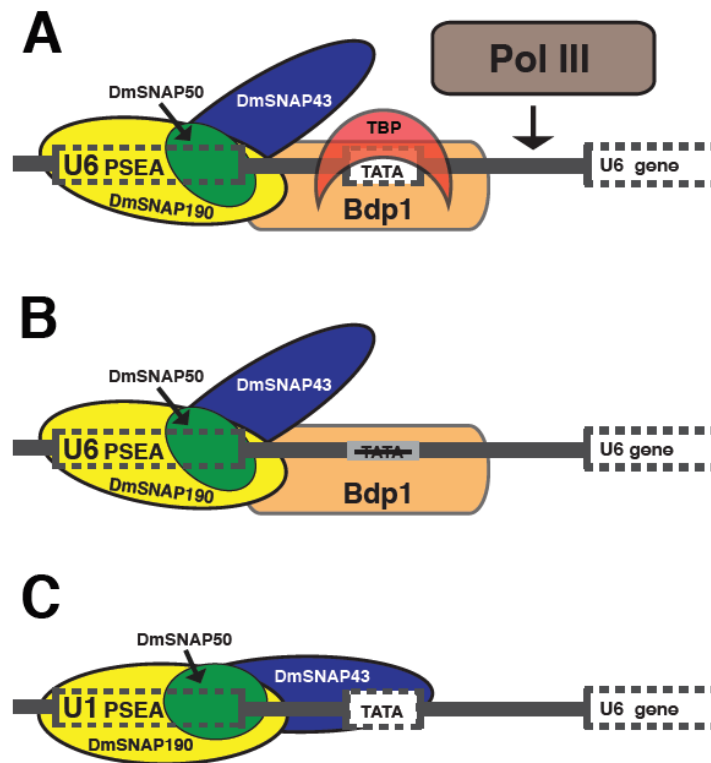 A
Pol III
DmSNAP50
DmSNAP43
TBP
U6 PSEA
TATA
U6 gene
DmSNAP190
Bdp1
B
DmSNAP50
DmSNAP43
U6 PSEA
TATA
U6 gene
DmSNAP190
Bdp1
C
DmSNAP50
DmSNAP43
U1 PSEA
TATA
U6 gene
DmSNAP190